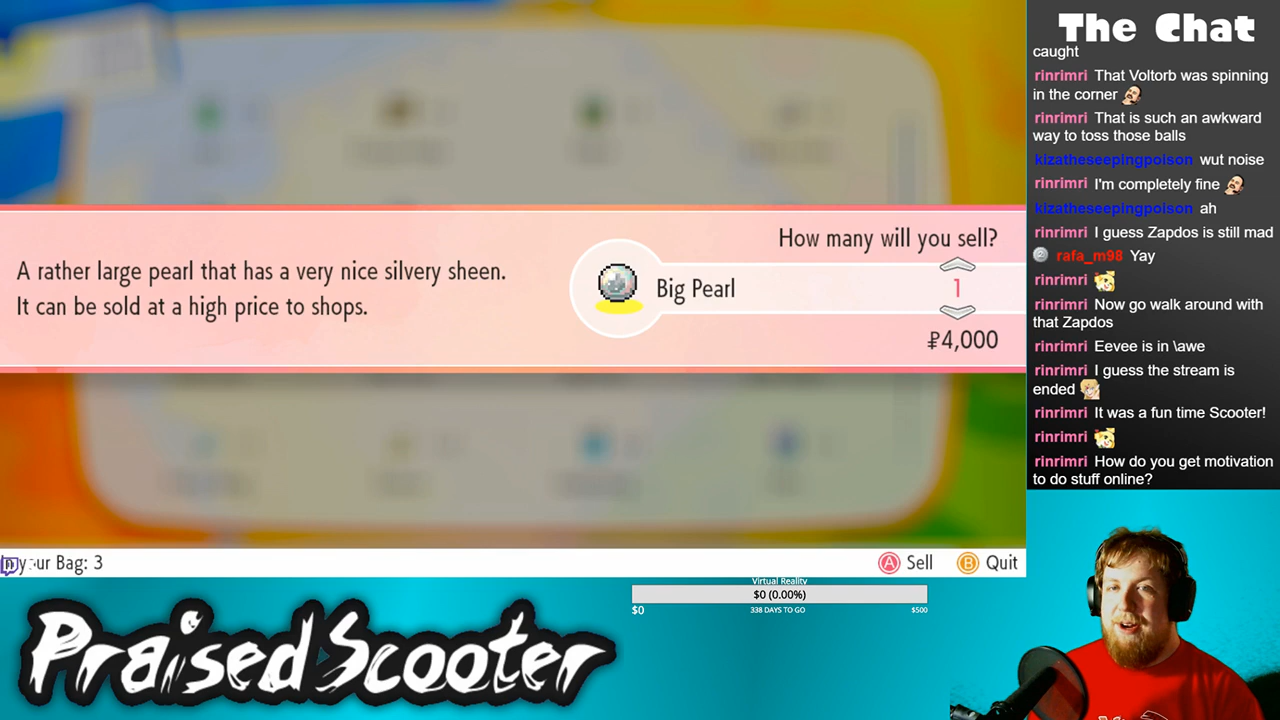 The Chat
caught
rinrimri That Voltorb was spinning
in the corner
rinrimri That is such an awkward
way to toss those balls
kizatheseepingpoison wut noise
rinrimri I'm completely fine
kizatheseepingpoison ah
rinrimri I guess Zapdos is still mad
rafa_m98 Yay
rinrimri
rinrimri Now go walk around with
that Zapdos
rinrimri Eevee is in \awe
rinrimri I guess the stream is
ended
rinrimri It was a fun time Scooter!
rinrimri
rinrimri How do you get motivation
to do stuff online?
How many will you sell?
A rather large pearl that has a very nice silvery sheen.
It can be sold at a high price to shops.
Big Pearl
1
₽4,000
your Bag: 3
A Sell
B Quit
Virtual Reality
$0 (0.00%)
$0 338 DAYS TO GO $500
PraisedScooter